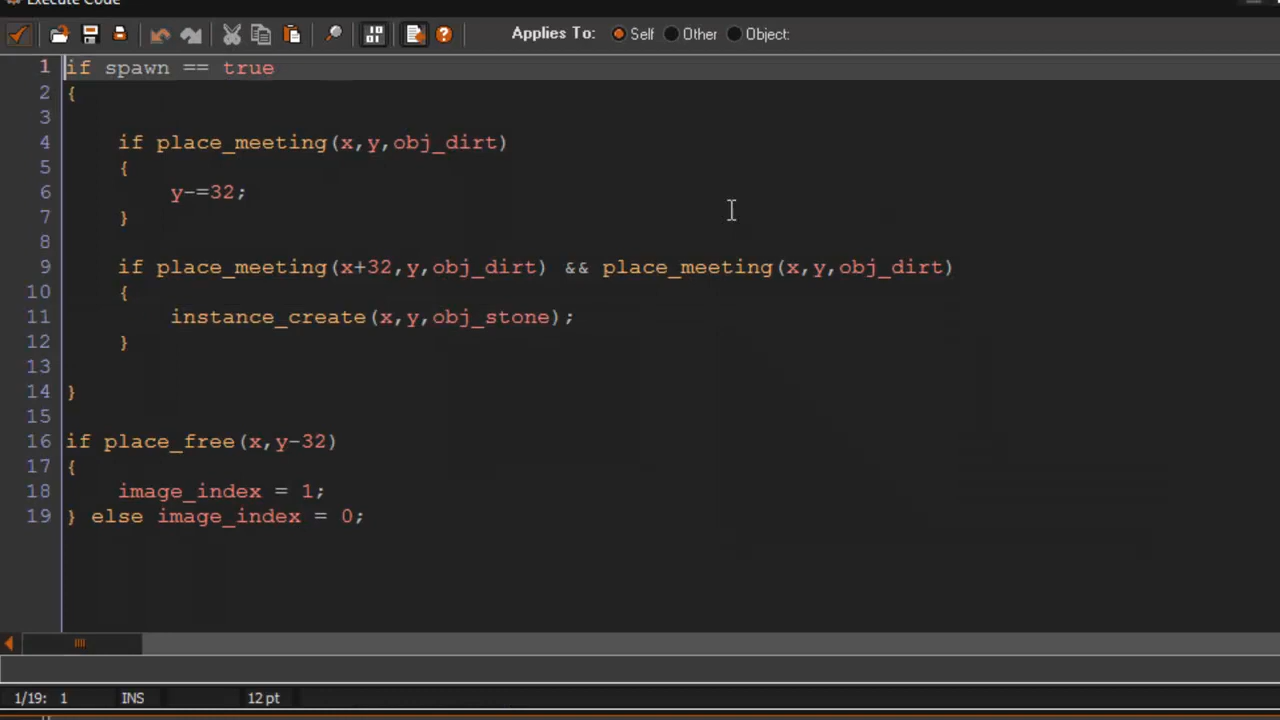 Execute Code
Applies To: Self Other Object:
1 if spawn == true
2 {
3
4 if place_meeting(x,y,obj_dirt)
5 {
6 y-=32;
7 }
8
9 if place_meeting(x+32,y,obj_dirt) && place_meeting(x,y,obj_dirt)
10 {
11 instance_create(x,y,obj_stone);
12 }
13
14 }
15
16 if place_free(x,y-32)
17 {
18 image_index = 1;
19 } else image_index = 0;
1/19: 1 INS 12 pt